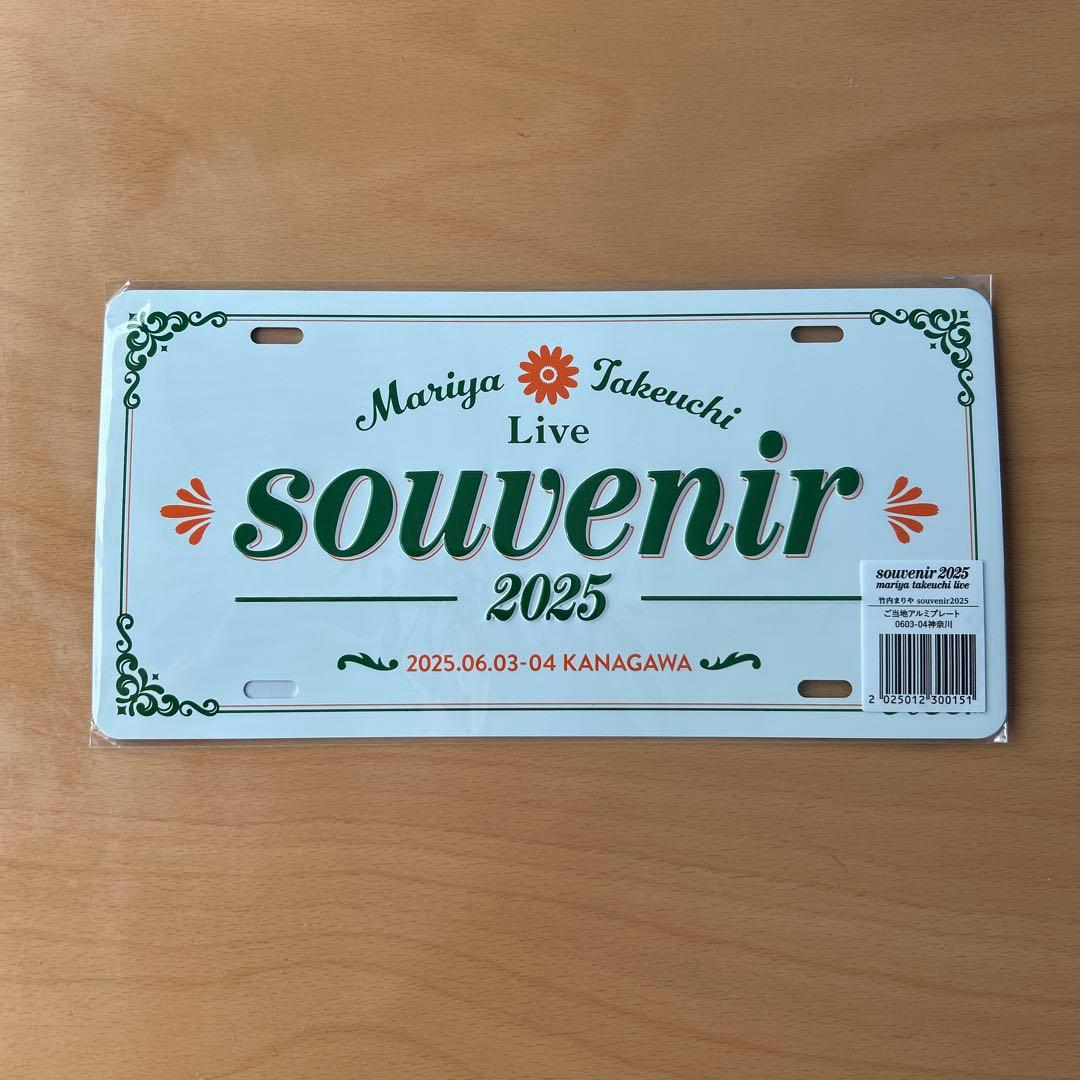 Mariya Takeuchi
Live
souvenir
2025
2025.06.03-04 KANAGAWA
souvenir 2025
mariya takeuchi live
竹内まりや souvenir2025
ご当地アルミプレート
0603-04神奈川
2 025012 300151